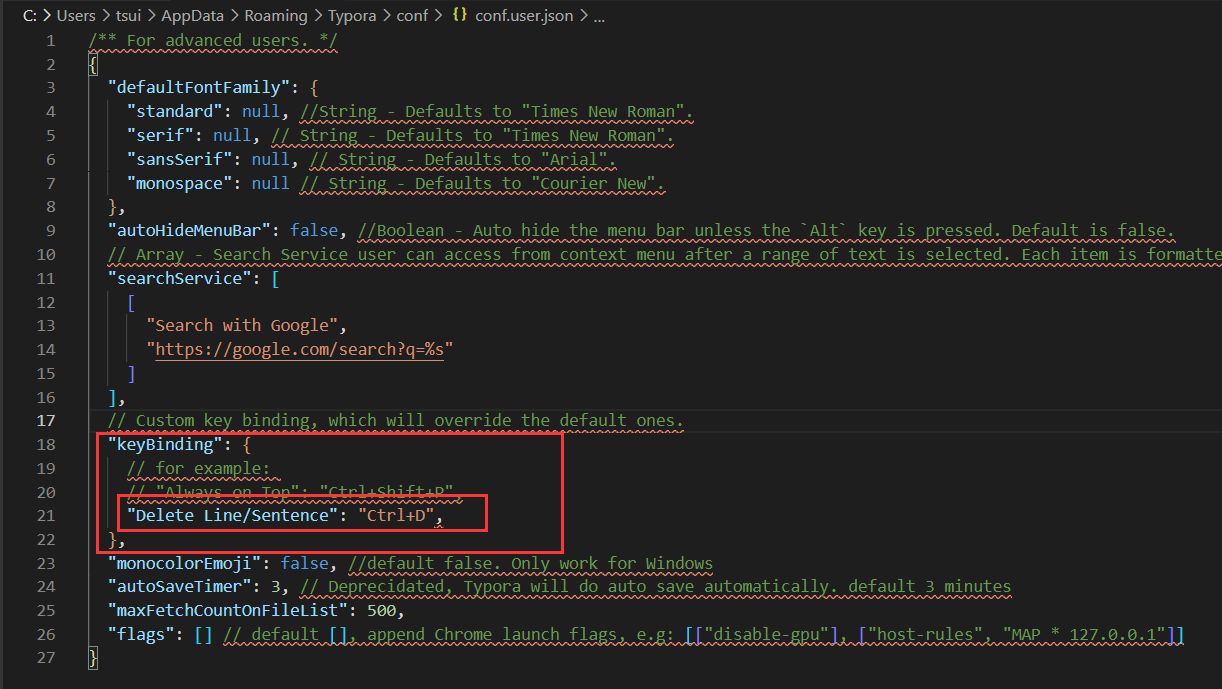 C: > Users > tsui > AppData > Roaming > Typora > conf > {} conf.user.json > ...
1 /** For advanced users. */
2 {
3 "defaultFontFamily": {
4 "standard": null, //String - Defaults to "Times New Roman".
5 "serif": null, // String - Defaults to "Times New Roman".
6 "sansSerif": null, // String - Defaults to "Arial".
7 "monospace": null // String - Defaults to "Courier New".
8 },
9 "autoHideMenuBar": false, //Boolean - Auto hide the menu bar unless the `Alt` key is pressed. Default is false.
10 // Array - Search Service user can access from context menu after a range of text is selected. Each item is formatte
11 "searchService": [
12 [
13 "Search with Google",
14 "https://google.com/search?q=%s"
15 ]
16 ],
17 // Custom key binding, which will override the default ones.
18 "keyBinding": {
19 // for example:
20 // "Always on Top": "Ctrl+Shift+P",
21 "Delete Line/Sentence": "Ctrl+D",
22 },
23 "monocolorEmoji": false, //default false. Only work for Windows
24 "autoSaveTimer": 3, // Deprecidated, Typora will do auto save automatically. default 3 minutes
25 "maxFetchCountOnFileList": 500,
26 "flags": [] // default [], append Chrome launch flags, e.g: [["disable-gpu"], ["host-rules", "MAP * 127.0.0.1"]]
27 }